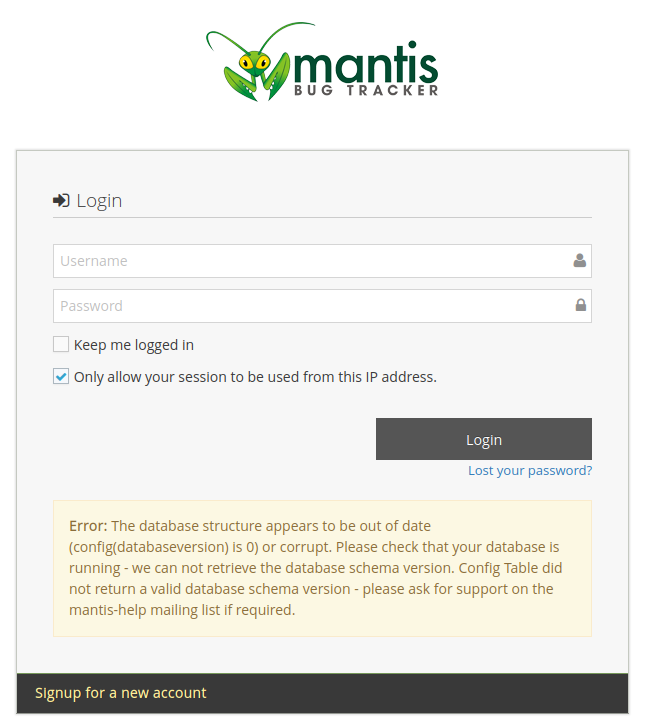 mantis
BUG TRACKER
Login
Username
Password
Keep me logged in
Only allow your session to be used from this IP address.
Login
Lost your password?
Error: The database structure appears to be out of date
(config(databaseversion) is 0) or corrupt. Please check that your database is
running - we can not retrieve the database schema version. Config Table did
not return a valid database schema version - please ask for support on the
mantis-help mailing list if required.
Signup for a new account